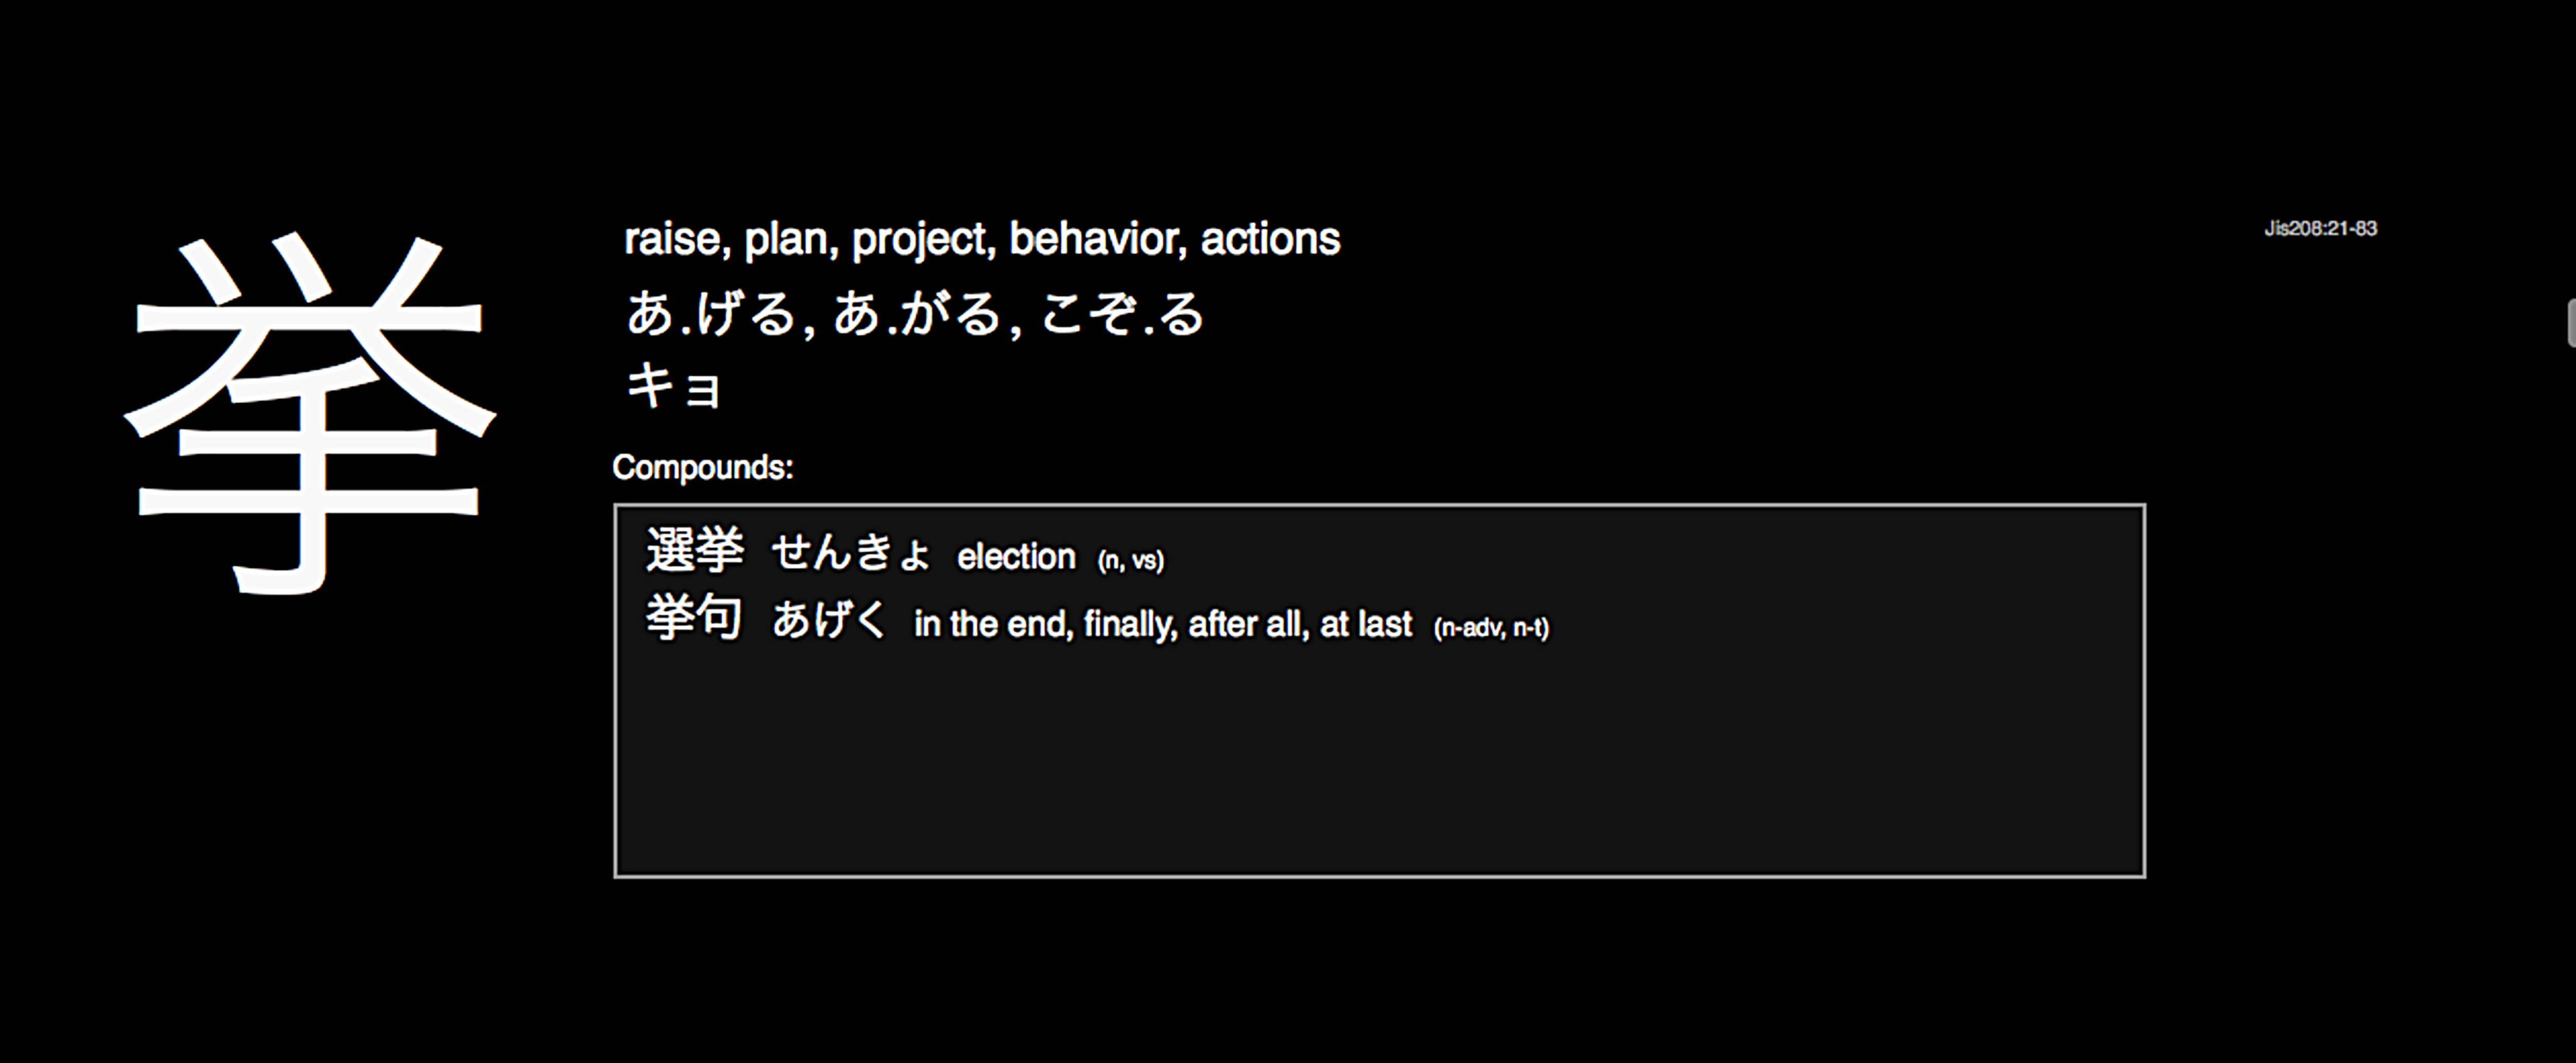 挙
raise, plan, project, behavior, actions
Jis208:21-83
あ.げる, あ.がる, こぞ.る
キョ
Compounds:
選挙 せんきょ election (n, vs)
挙句 あげく in the end, finally, after all, at last (n-adv, n-t)